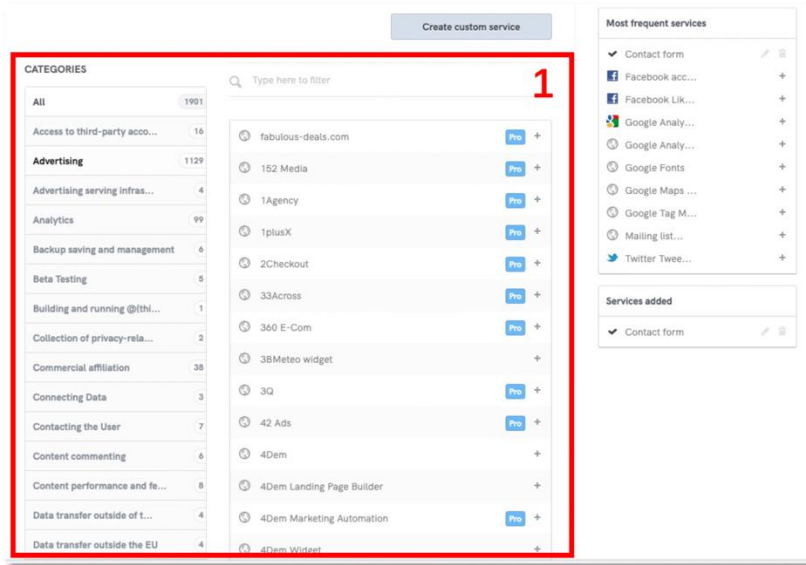 Create custom service
CATEGORIES
All 1901
Access to third-party acco... 16
Advertising 1129
Advertising serving infras... 4
Analytics 99
Backup saving and management 6
Beta Testing 5
Building and running @(thi... 1
Collection of privacy-rela... 2
Commercial affiliation 38
Connecting Data 3
Contacting the User 7
Content commenting 6
Content performance and fe... 8
Data transfer outside of t... 4
Data transfer outside the EU 4
Type here to filter
1
fabulous-deals.com Pro +
152 Media Pro +
1Agency Pro +
1plusX Pro +
2Checkout Pro +
33Across Pro +
360 E-Com Pro +
3BMeteo widget +
3Q Pro +
42 Ads Pro +
4Dem +
4Dem Landing Page Builder +
4Dem Marketing Automation Pro +
4Dem Widget +
Most frequent services
Contact form
Facebook acc... +
Facebook Lik... +
Google Analy... +
Google Analy... +
Google Fonts +
Google Maps ... +
Google Tag M... +
Mailing list... +
Twitter Twee... +
Services added
Contact form